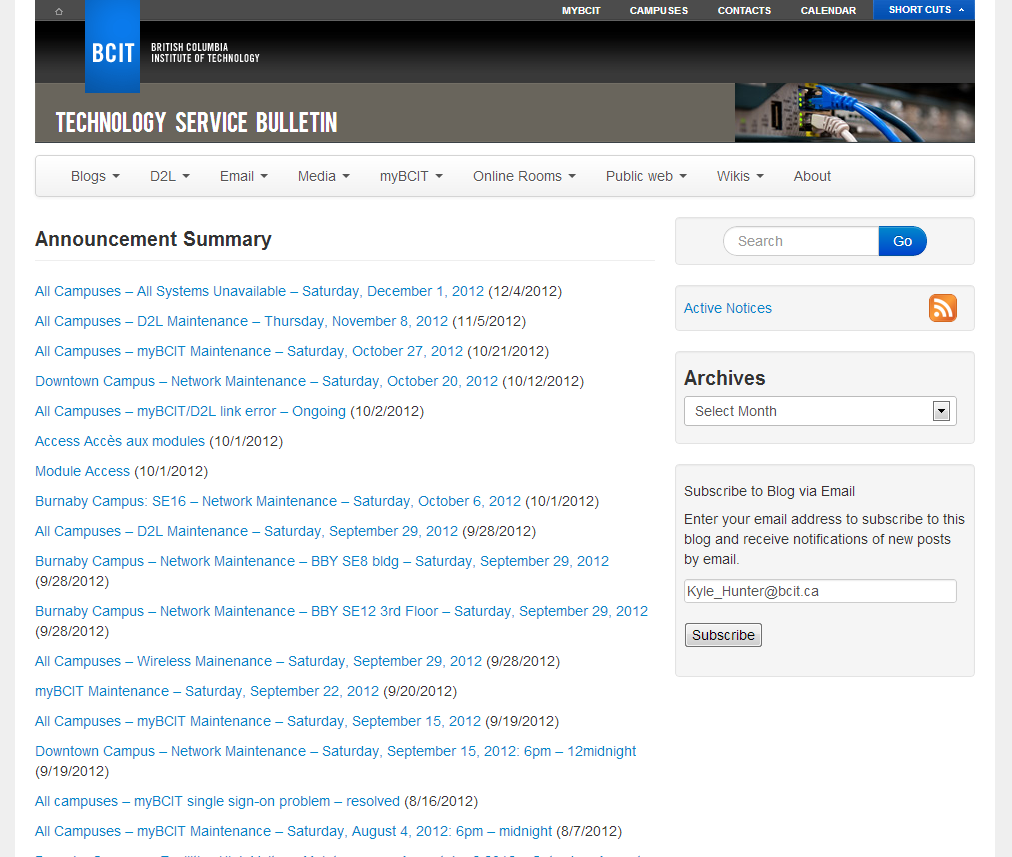 MYBCIT CAMPUSES CONTACTS CALENDAR SHORT CUTS
BCIT
BRITISH COLUMBIA
INSTITUTE OF TECHNOLOGY
TECHNOLOGY SERVICE BULLETIN
Blogs D2L Email Media myBCIT Online Rooms Public web Wikis About
Announcement Summary
All Campuses – All Systems Unavailable – Saturday, December 1, 2012 (12/4/2012)
All Campuses – D2L Maintenance – Thursday, November 8, 2012 (11/5/2012)
All Campuses – myBCIT Maintenance – Saturday, October 27, 2012 (10/21/2012)
Downtown Campus – Network Maintenance – Saturday, October 20, 2012 (10/12/2012)
All Campuses – myBCIT/D2L link error – Ongoing (10/2/2012)
Access Accès aux modules (10/1/2012)
Module Access (10/1/2012)
Burnaby Campus: SE16 – Network Maintenance – Saturday, October 6, 2012 (10/1/2012)
All Campuses – D2L Maintenance – Saturday, September 29, 2012 (9/28/2012)
Burnaby Campus – Network Maintenance – BBY SE8 bldg – Saturday, September 29, 2012
(9/28/2012)
Burnaby Campus – Network Maintenance – BBY SE12 3rd Floor – Saturday, September 29, 2012
(9/28/2012)
All Campuses – Wireless Mainenance – Saturday, September 29, 2012 (9/28/2012)
myBCIT Maintenance – Saturday, September 22, 2012 (9/20/2012)
All Campuses – myBCIT Maintenance – Saturday, September 15, 2012 (9/19/2012)
Downtown Campus – Network Maintenance – Saturday, September 15, 2012: 6pm – 12midnight
(9/19/2012)
All campuses – myBCIT single sign-on problem – resolved (8/16/2012)
All Campuses – myBCIT Maintenance – Saturday, August 4, 2012: 6pm – midnight (8/7/2012)
Search Go
Active Notices
Archives
Select Month
Subscribe to Blog via Email
Enter your email address to subscribe to this
blog and receive notifications of new posts
by email.
Kyle_Hunter@bcit.ca
Subscribe